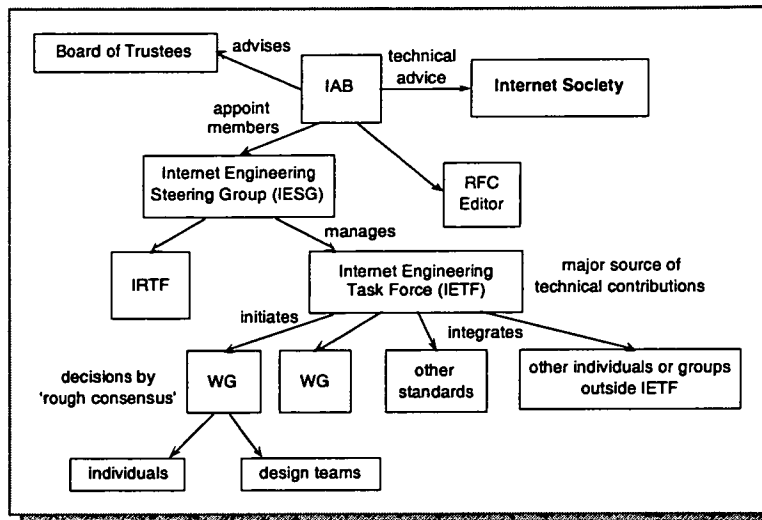 Board of Trustees
advises
IAB
technical
advice
Internet Society
appoint
members
Internet Engineering
Steering Group (IESG)
RFC
Editor
manages
IRTF
Internet Engineering
Task Force (IETF)
major source of
technical contributions
initiates
integrates
decisions by
'rough consensus'
WG
WG
other
standards
other individuals or groups
outside IETF
individuals
design teams